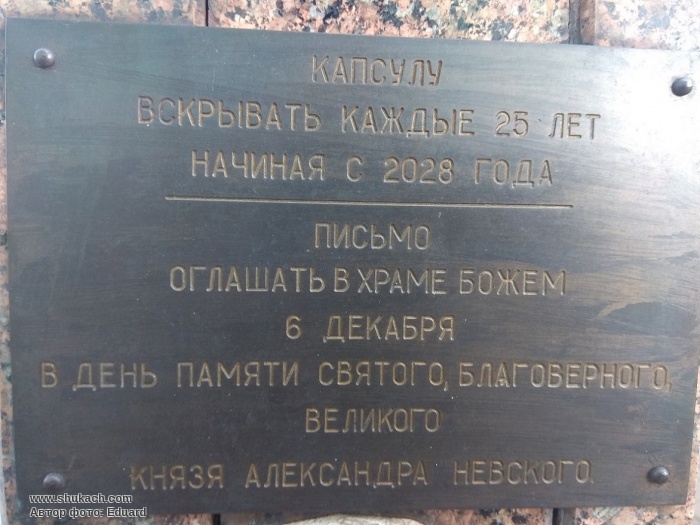 КАПСУЛУ
ВСКРЫВАТЬ КАЖДЫЕ 25 ЛЕТ
НАЧИНАЯ С 2028 ГОДА
ПИСЬМО
ОГЛАШАТЬ В ХРАМЕ БОЖЕМ
6 ДЕКАБРЯ
В ДЕНЬ ПАМЯТИ СВЯТОГО, БЛАГОВЕРНОГО,
ВЕЛИКОГО
КНЯЗЯ АЛЕКСАНДРА НЕВСКОГО.
www.shukach.com
Автор фото: Eduard